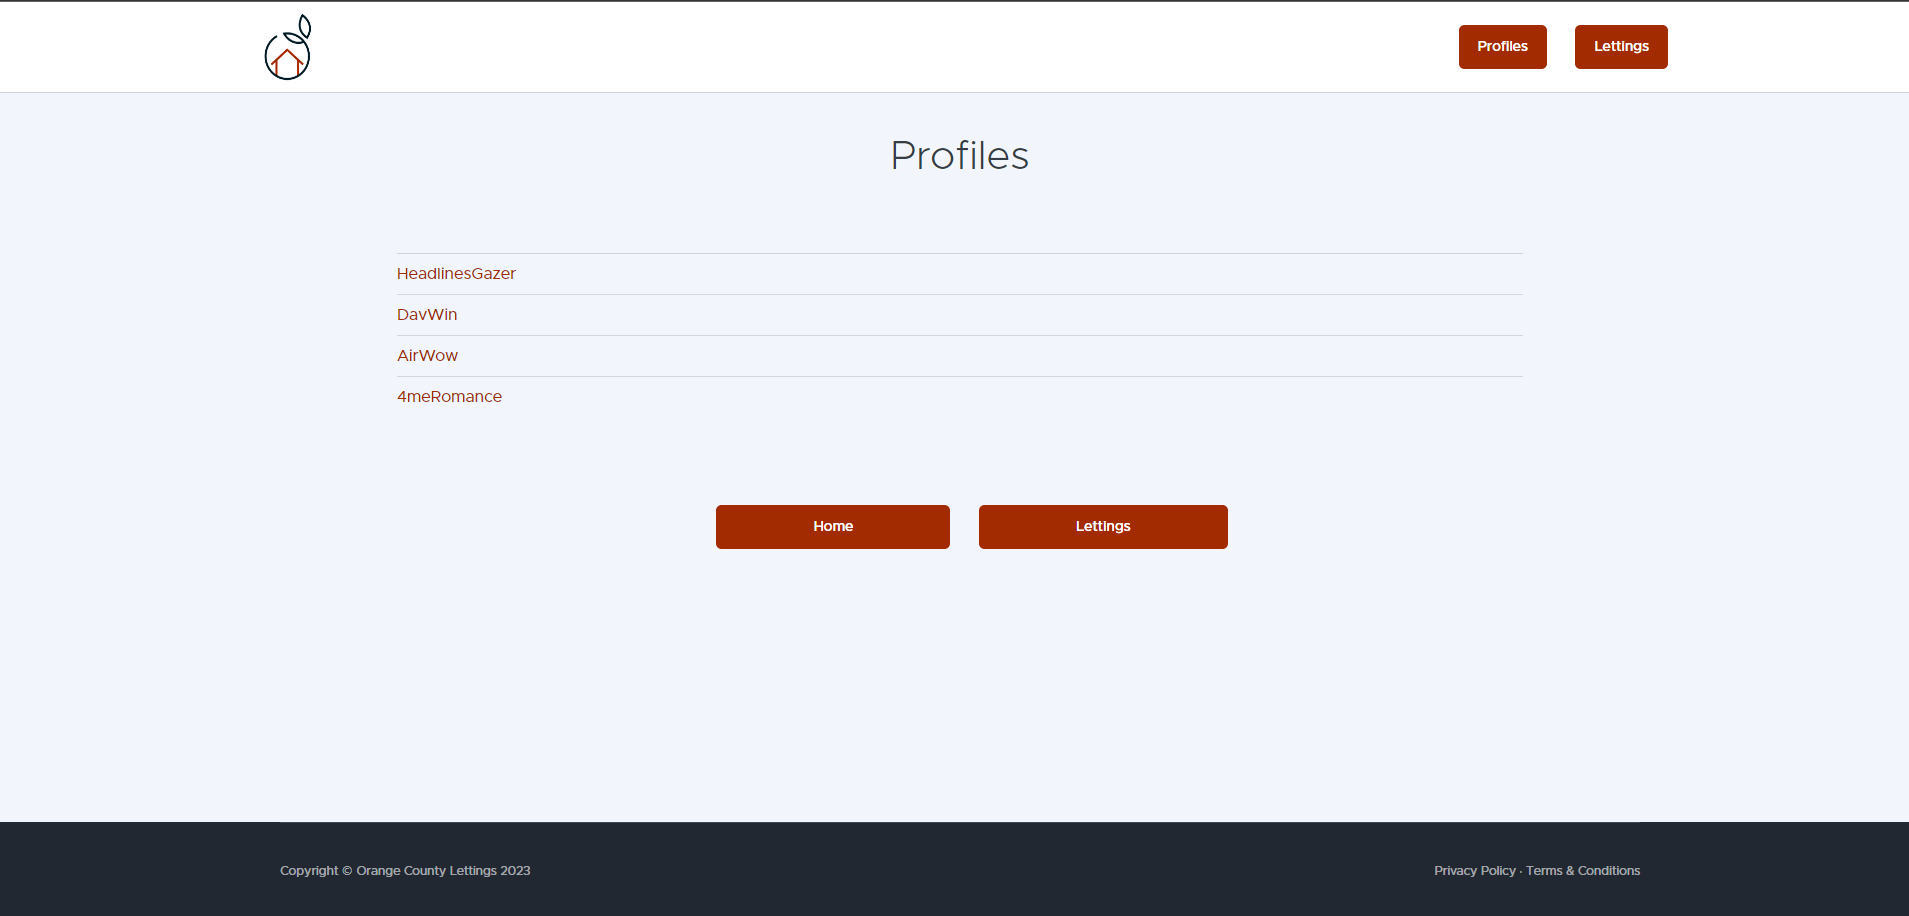 Profiles Lettings
Profiles
HeadlinesGazer
DavWin
AirWow
4meRomance
Home Lettings
Copyright © Orange County Lettings 2023 Privacy Policy · Terms & Conditions